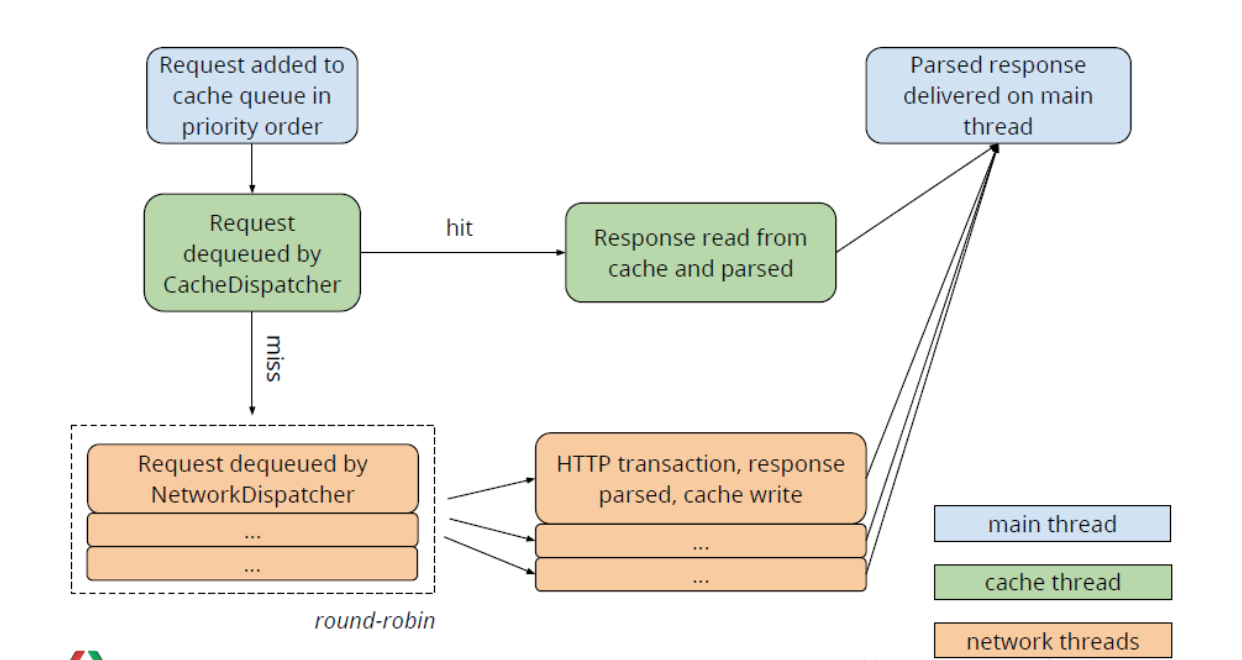 Request added to
cache queue in
priority order
Parsed response
delivered on main
thread
Request
dequeued by
CacheDispatcher
hit
Response read from
cache and parsed
miss
Request dequeued by
NetworkDispatcher
...
...
HTTP transaction, response
parsed, cache write
...
...
round-robin
main thread
cache thread
network threads